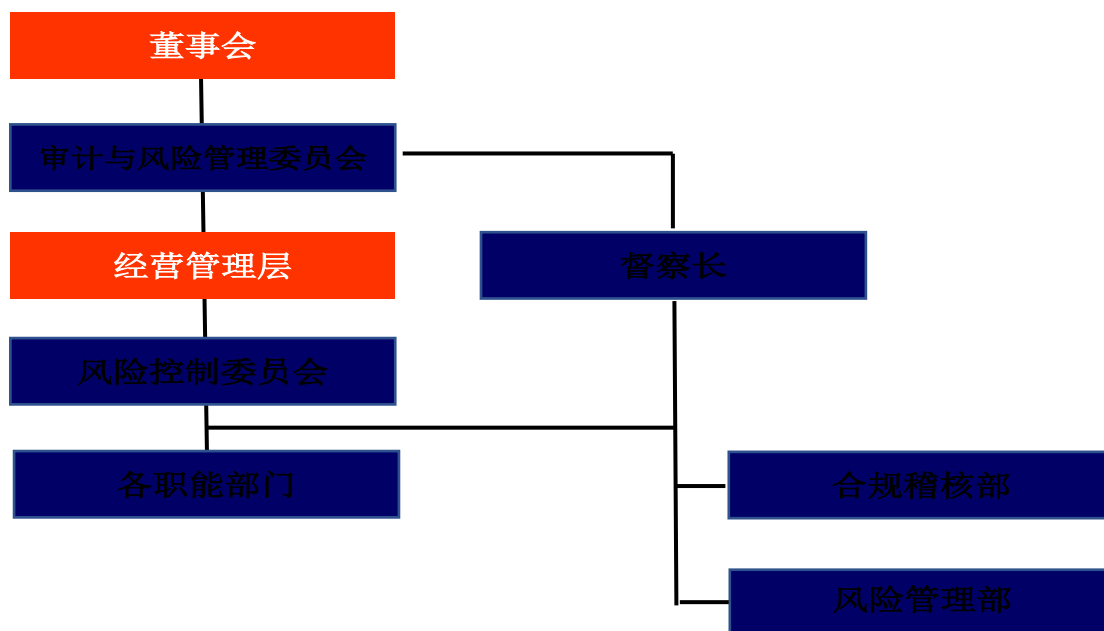 董事会
审计与风险管理委员会
经营管理层
督察长
风险控制委员会
各职能部门
合规稽核部
风险管理部